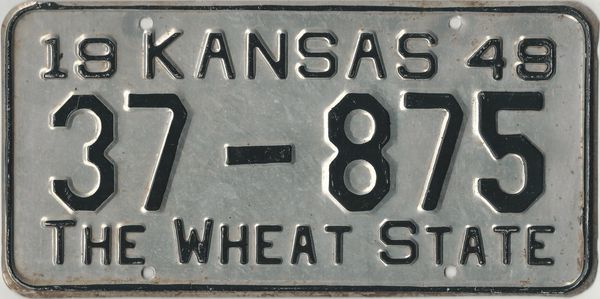 19 KANSAS 49
37-875
THE WHEAT STATE